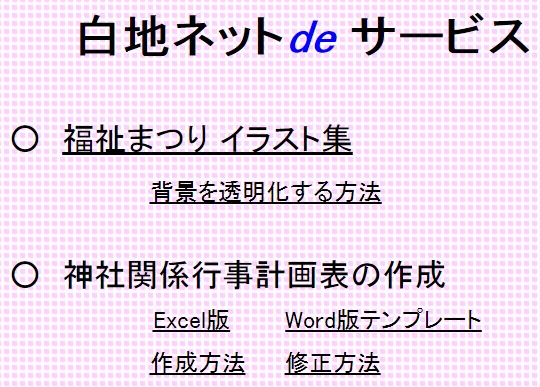 白地ネットde サービス
○ 福祉まつり イラスト集
背景を透明化する方法
○ 神社関係行事計画表の作成
Excel版 Word版テンプレート
作成方法 修正方法